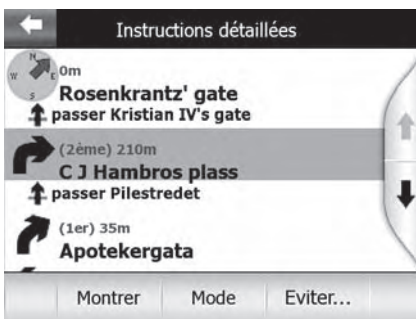 Instructions détaillées
N
W E
S
0m
Rosenkrantz' gate
passer Kristian IV's gate
(2ème) 210m
C J Hambros plass
passer Pilestredet
(1er) 35m
Apotekergata
Montrer Mode Eviter...